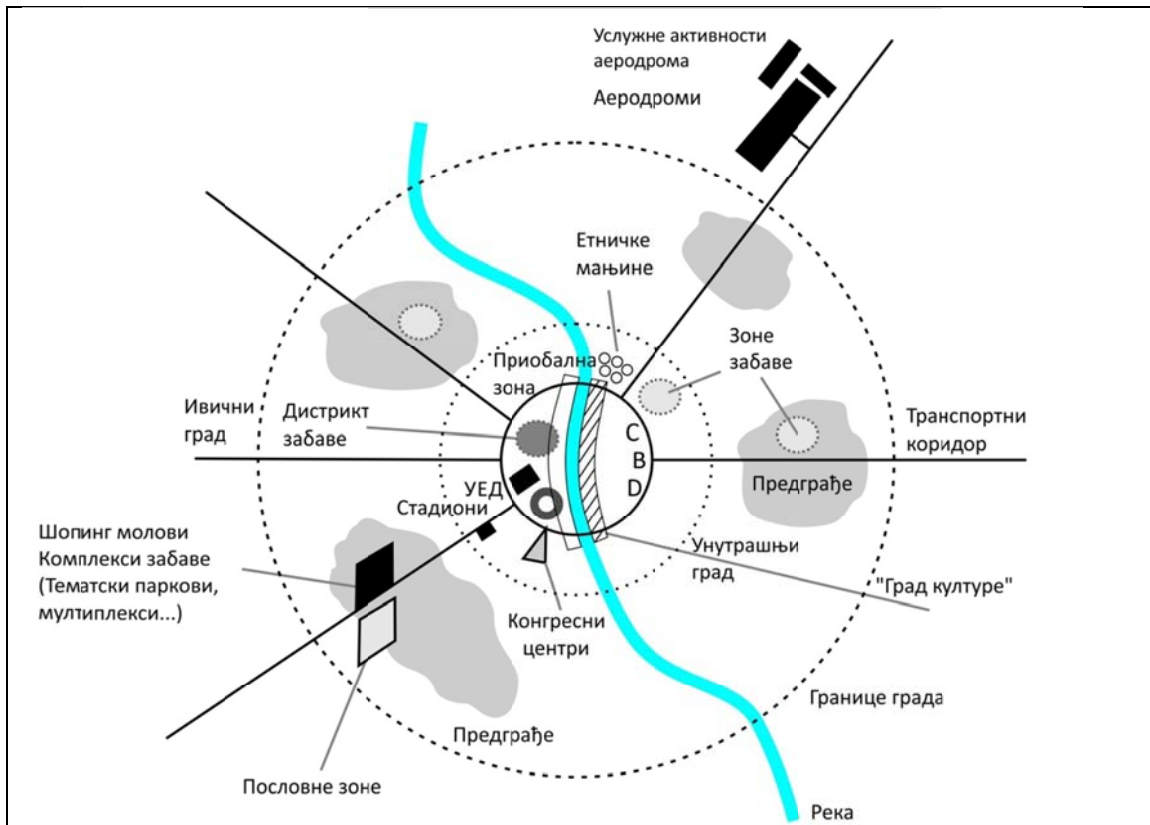 Услужне активности
аеродрома
Аеродроми
Етничке
мањине
Зоне
забаве
Приобална
зона
Ивични
град
Дистрикт
забаве
Транспортни
коридор
C
B
D
Предграђе
УЕД
Стадиони
Шопинг молови
Комплекси забаве
(Тематски паркови,
мултиплекси...)
Унутрашњи
град
"Град културе"
Конгресни
центри
Границе града
Предграђе
Пословне зоне
Река